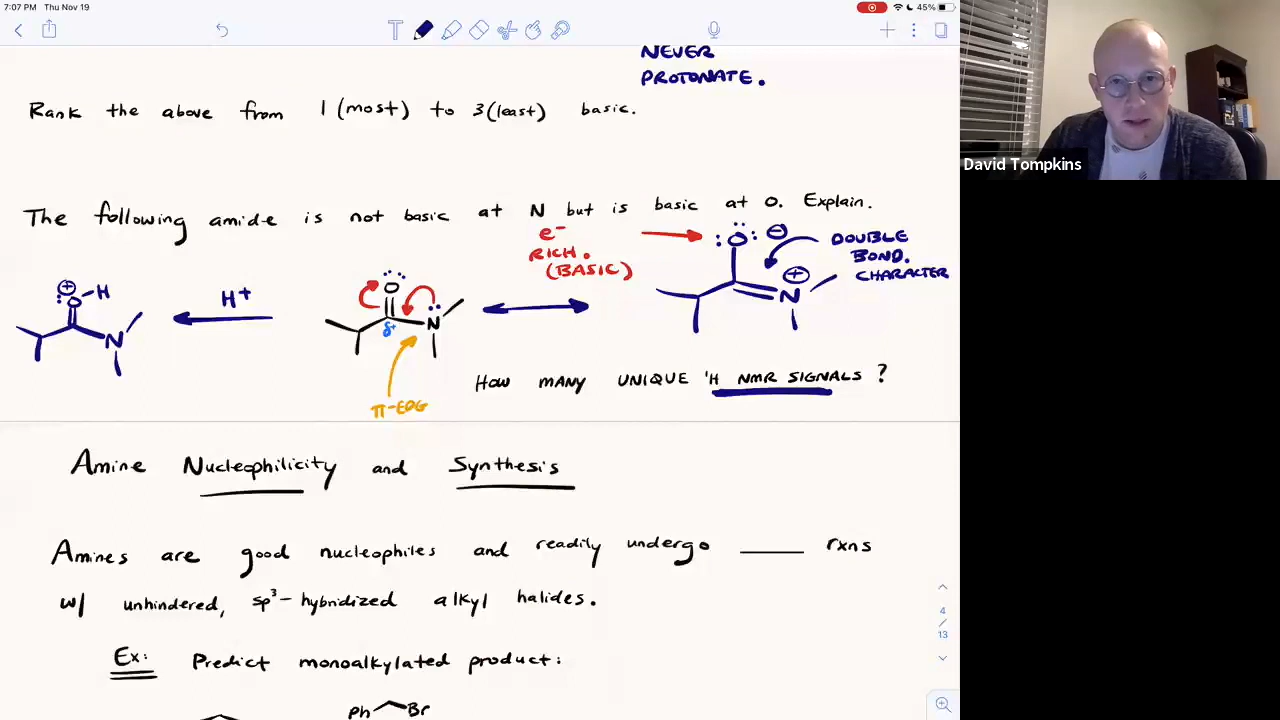 7:07 PM Thu Nov 19
45%
NEVER
PROTONATE.
Rank the above from 1 (most) to 3 (least) basic.
The following amide is not basic at N but is basic at O. Explain.
e⁻
RICH.
(BASIC)
:O: ⊖
DOUBLE
BOND.
CHARACTER
⊕
:O-H
N
H+
O
δ+
N
π-EDG
⊕
N
HOW MANY UNIQUE ¹H NMR SIGNALS ?
Amine Nucleophilicity and Synthesis
Amines are good nucleophiles and readily undergo ____ rxns
w/ unhindered, sp³-hybridized alkyl halides.
Ex: Predict monoalkylated product:
Ph Br
David Tompkins
4
/
13